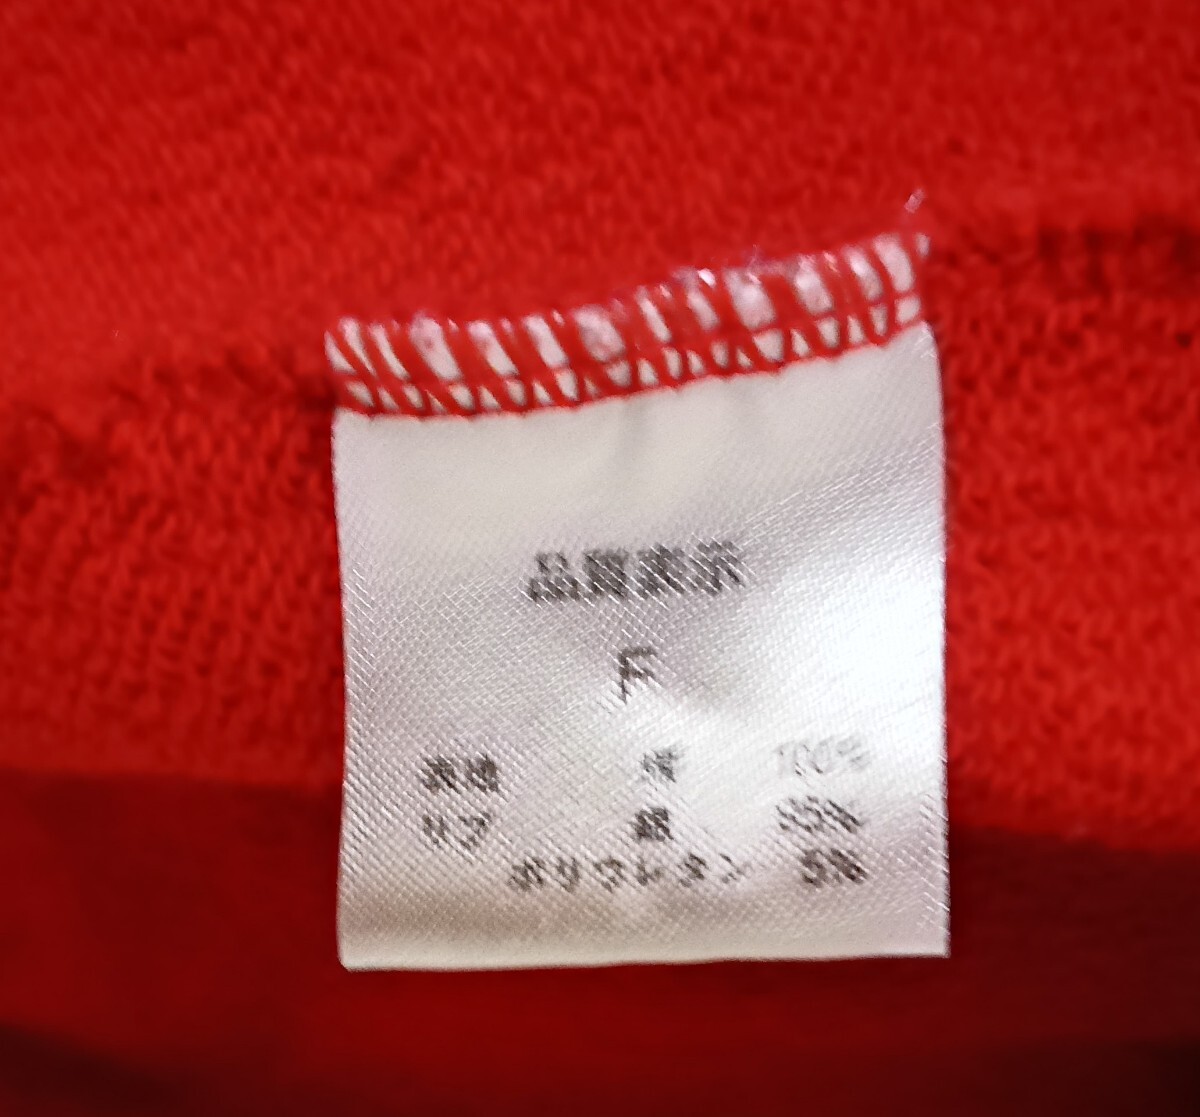 品質表示
F
表地 綿 100%
リブ 綿 95%
ポリウレタン 5%